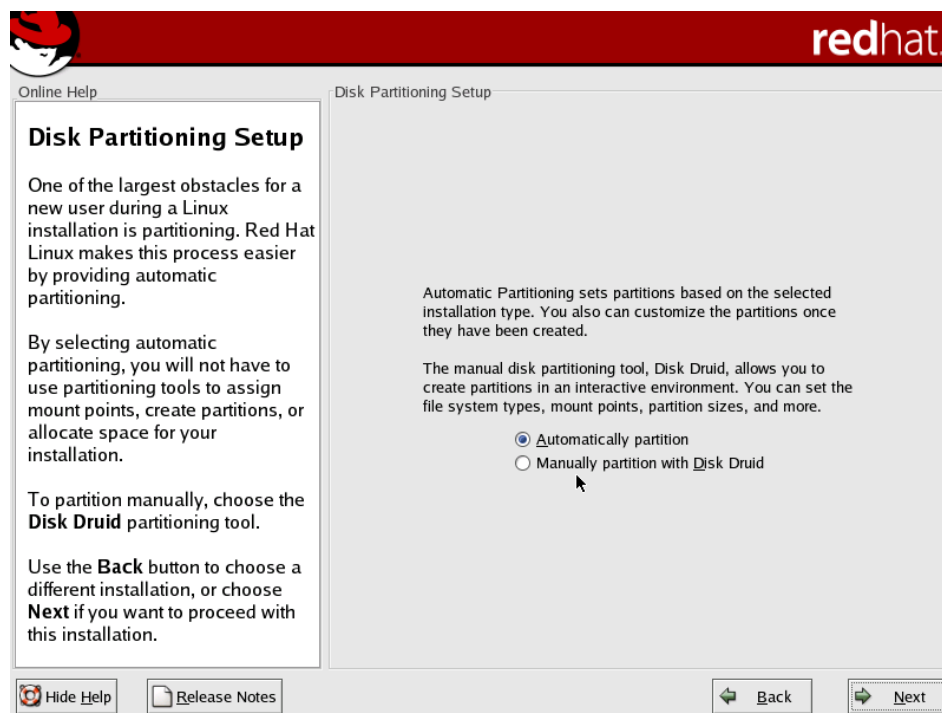 redhat.
Online Help
Disk Partitioning Setup
One of the largest obstacles for a
new user during a Linux
installation is partitioning. Red Hat
Linux makes this process easier
by providing automatic
partitioning.
By selecting automatic
partitioning, you will not have to
use partitioning tools to assign
mount points, create partitions, or
allocate space for your
installation.
To partition manually, choose the
Disk Druid partitioning tool.
Use the Back button to choose a
different installation, or choose
Next if you want to proceed with
this installation.
Disk Partitioning Setup
Automatic Partitioning sets partitions based on the selected
installation type. You also can customize the partitions once
they have been created.
The manual disk partitioning tool, Disk Druid, allows you to
create partitions in an interactive environment. You can set the
file system types, mount points, partition sizes, and more.
Automatically partition
Manually partition with Disk Druid
Hide Help
Release Notes
Back
Next